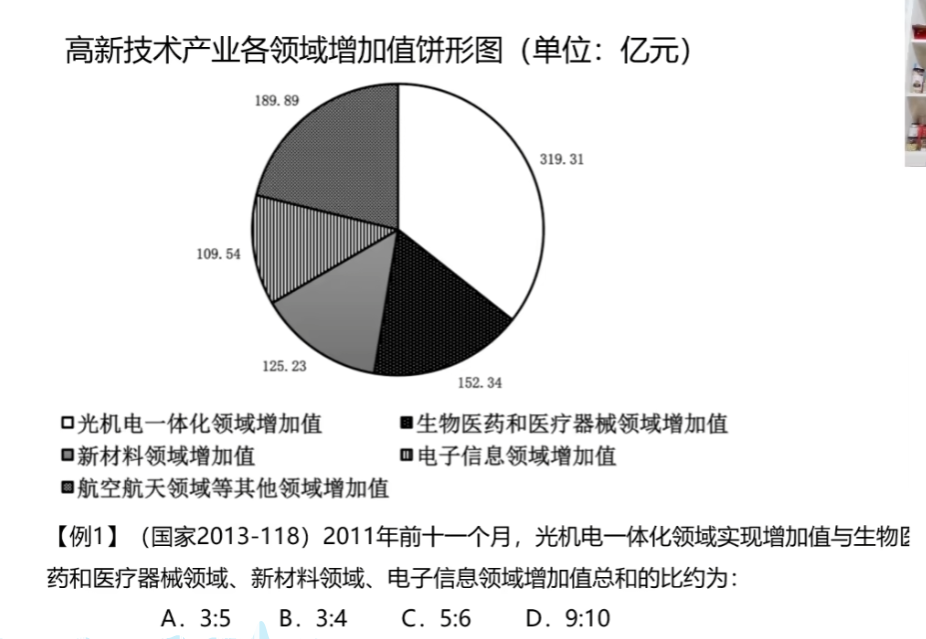 高新技术产业各领域增加值饼形图（单位：亿元）
189.89
319.31
109.54
125.23
152.34
光机电一体化领域增加值 生物医药和医疗器械领域增加值
新材料领域增加值 电子信息领域增加值
航空航天领域等其他领域增加值
【例1】（国家2013-118）2011年前十一个月，光机电一体化领域实现增加值与生物医
药和医疗器械领域、新材料领域、电子信息领域增加值总和的比约为：
A．3:5 B．3:4 C．5:6 D．9:10